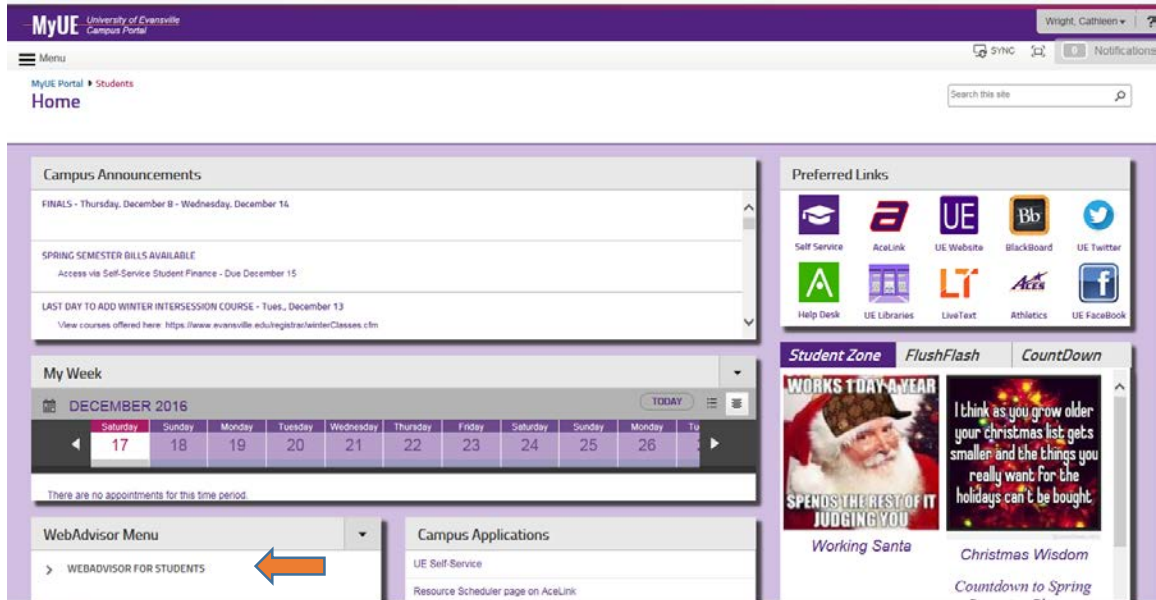 MyUE University of Evansville
Campus Portal
Wright, Cathleen
?
Menu
SYNC
0 Notifications
MyUE Portal Students
Home
Search this site
Campus Announcements
FINALS - Thursday, December 8 - Wednesday, December 14
SPRING SEMESTER BILLS AVAILABLE
Access via Self-Service Student Finance - Due December 15
LAST DAY TO ADD WINTER INTERSESSION COURSE - Tues., December 13
View courses offered here: https://www.evansville.edu/registrar/winterClasses.cfm
Preferred Links
a UE Bb
Self Service AceLink UE Website BlackBoard UE Twitter
A LT ACES f
Help Desk UE Libraries LiveText Athletics UE FaceBook
My Week
DECEMBER 2016
TODAY
Saturday Sunday Monday Tuesday Wednesday Thursday Friday Saturday Sunday Monday Tu
17 18 19 20 21 22 23 24 25 26
There are no appointments for this time period.
Student Zone FlushFlash CountDown
WORKS 1 DAY A YEAR
SPENDS THE REST OF IT
JUDGING YOU
Working Santa
I think as you grow older
your christmas list gets
smaller and the things you
really want for the
holidays can't be bought
Christmas Wisdom
Countdown to Spring
WebAdvisor Menu
WEBADVISOR FOR STUDENTS
Campus Applications
UE Self-Service
Resource Scheduler page on AceLink